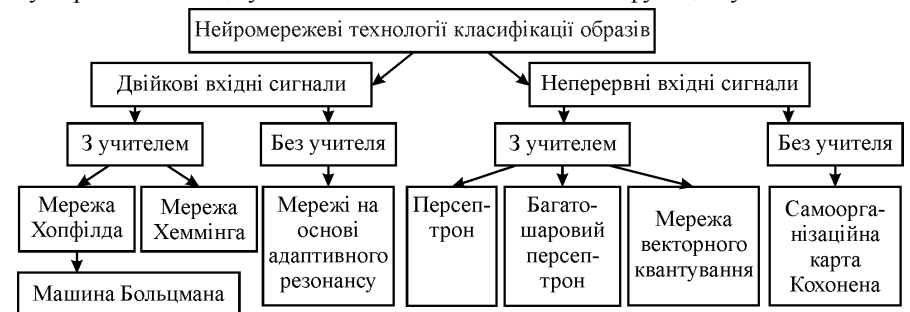 Нейромережеві технології класифікації образів
Двійкові вхідні сигнали
Неперервні вхідні сигнали
З учителем
Без учителя
З учителем
Без учителя
Мережа
Хопфілда
Мережа
Хеммінга
Мережі на
основі
адаптивного
резонансу
Персеп-
трон
Багато-
шаровий
персеп-
трон
Мережа
векторного
квантування
Самоорга-
нізаційна
карта
Кохонена
Машина Больцмана